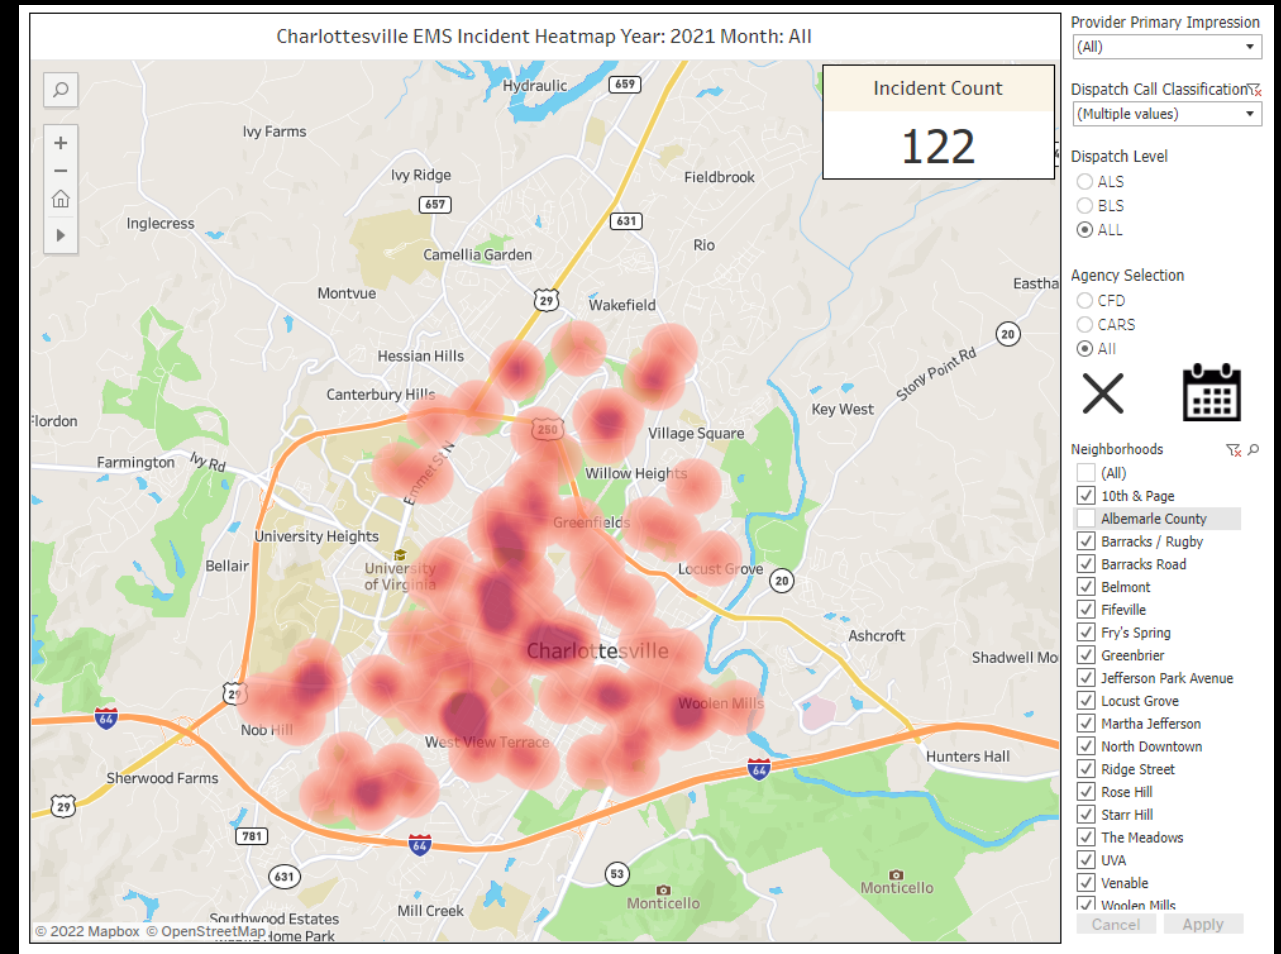 Charlottesville EMS Incident Heatmap Year: 2021 Month: All
Incident Count
122
Hydraulic
659
Ivy Farms
Ivy Ridge
657
Fieldbrook
Inglecress
631
Rio
Camellia Garden
Montvue
29
Wakefield
Eastha
20
Hessian Hills
Stony Point Rd
Canterbury Hills
Key West
Flordon
250
Village Square
Farmington
Ivy Rd
Emmet St N
Willow Heights
Greenfields
University Heights
Bellair
University
of Virginia
Locust Grove
20
Ashcroft
Charlottesville
Shadwell Mo
29
64
Nob Hill
Woolen Mills
West View Terrace
Hunters Hall
64
Sherwood Farms
29
781
64
631
53
Monticello
Monticello
Mill Creek
Southwood Estates
Mobile Home Park
© 2022 Mapbox © OpenStreetMap
Provider Primary Impression
(All)
Dispatch Call Classification
(Multiple values)
Dispatch Level
ALS
BLS
ALL
Agency Selection
CFD
CARS
All
Neighborhoods
(All)
10th & Page
Albemarle County
Barracks / Rugby
Barracks Road
Belmont
Fifeville
Fry's Spring
Greenbrier
Jefferson Park Avenue
Locust Grove
Martha Jefferson
North Downtown
Ridge Street
Rose Hill
Starr Hill
The Meadows
UVA
Venable
Woolen Mills
Cancel Apply